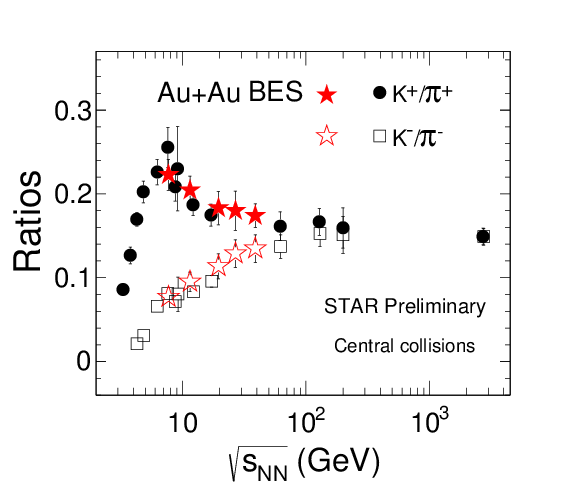 Au+Au BES
K⁺/π⁺
K⁻/π⁻
0.3
0.2
0.1
0
Ratios
STAR Preliminary
Central collisions
10
10²
10³
√sNN (GeV)